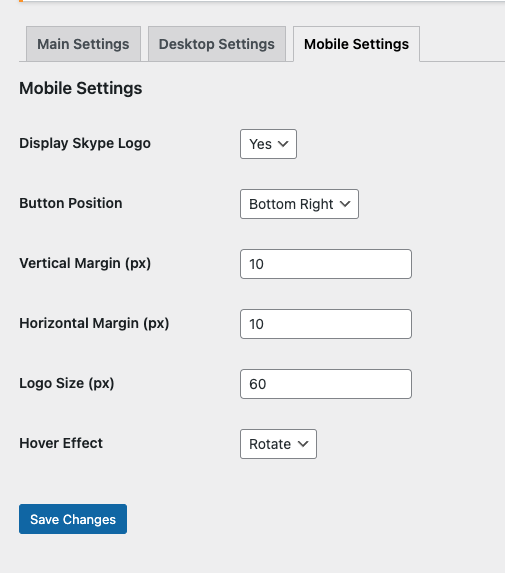 Main Settings Desktop Settings Mobile Settings
Mobile Settings
Display Skype Logo Yes
Button Position Bottom Right
Vertical Margin (px) 10
Horizontal Margin (px) 10
Logo Size (px) 60
Hover Effect Rotate
Save Changes